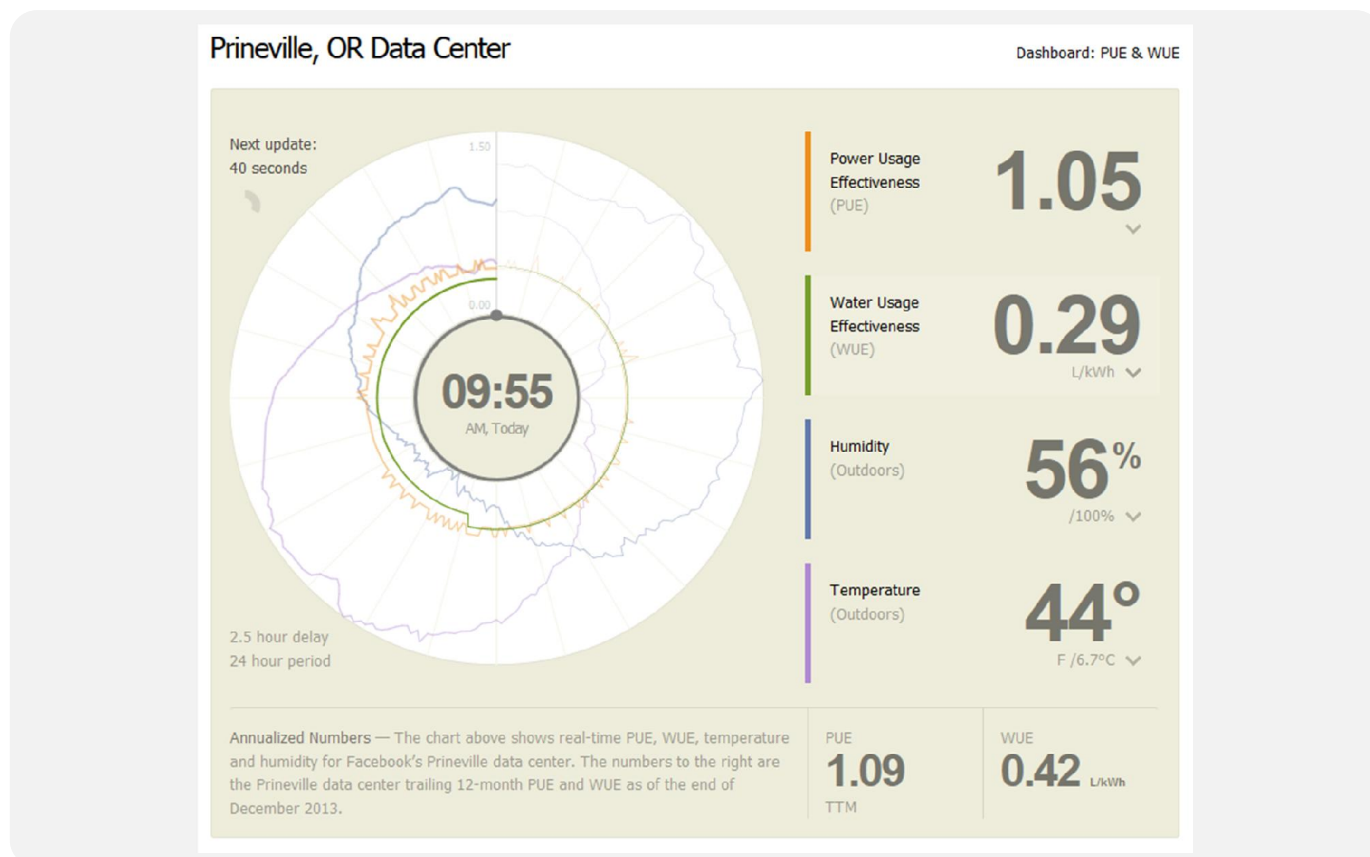 Prineville, OR Data Center
Dashboard: PUE & WUE
Next update:
40 seconds
1.50
0.00
09:55
AM, Today
2.5 hour delay
24 hour period
Power Usage
Effectiveness
(PUE)
1.05
Water Usage
Effectiveness
(WUE)
0.29
L/kWh
Humidity
(Outdoors)
56%
/100%
Temperature
(Outdoors)
44°
F /6.7°C
Annualized Numbers — The chart above shows real-time PUE, WUE, temperature
and humidity for Facebook's Prineville data center. The numbers to the right are
the Prineville data center trailing 12-month PUE and WUE as of the end of
December 2013.
PUE
1.09
TTM
WUE
0.42 L/kWh